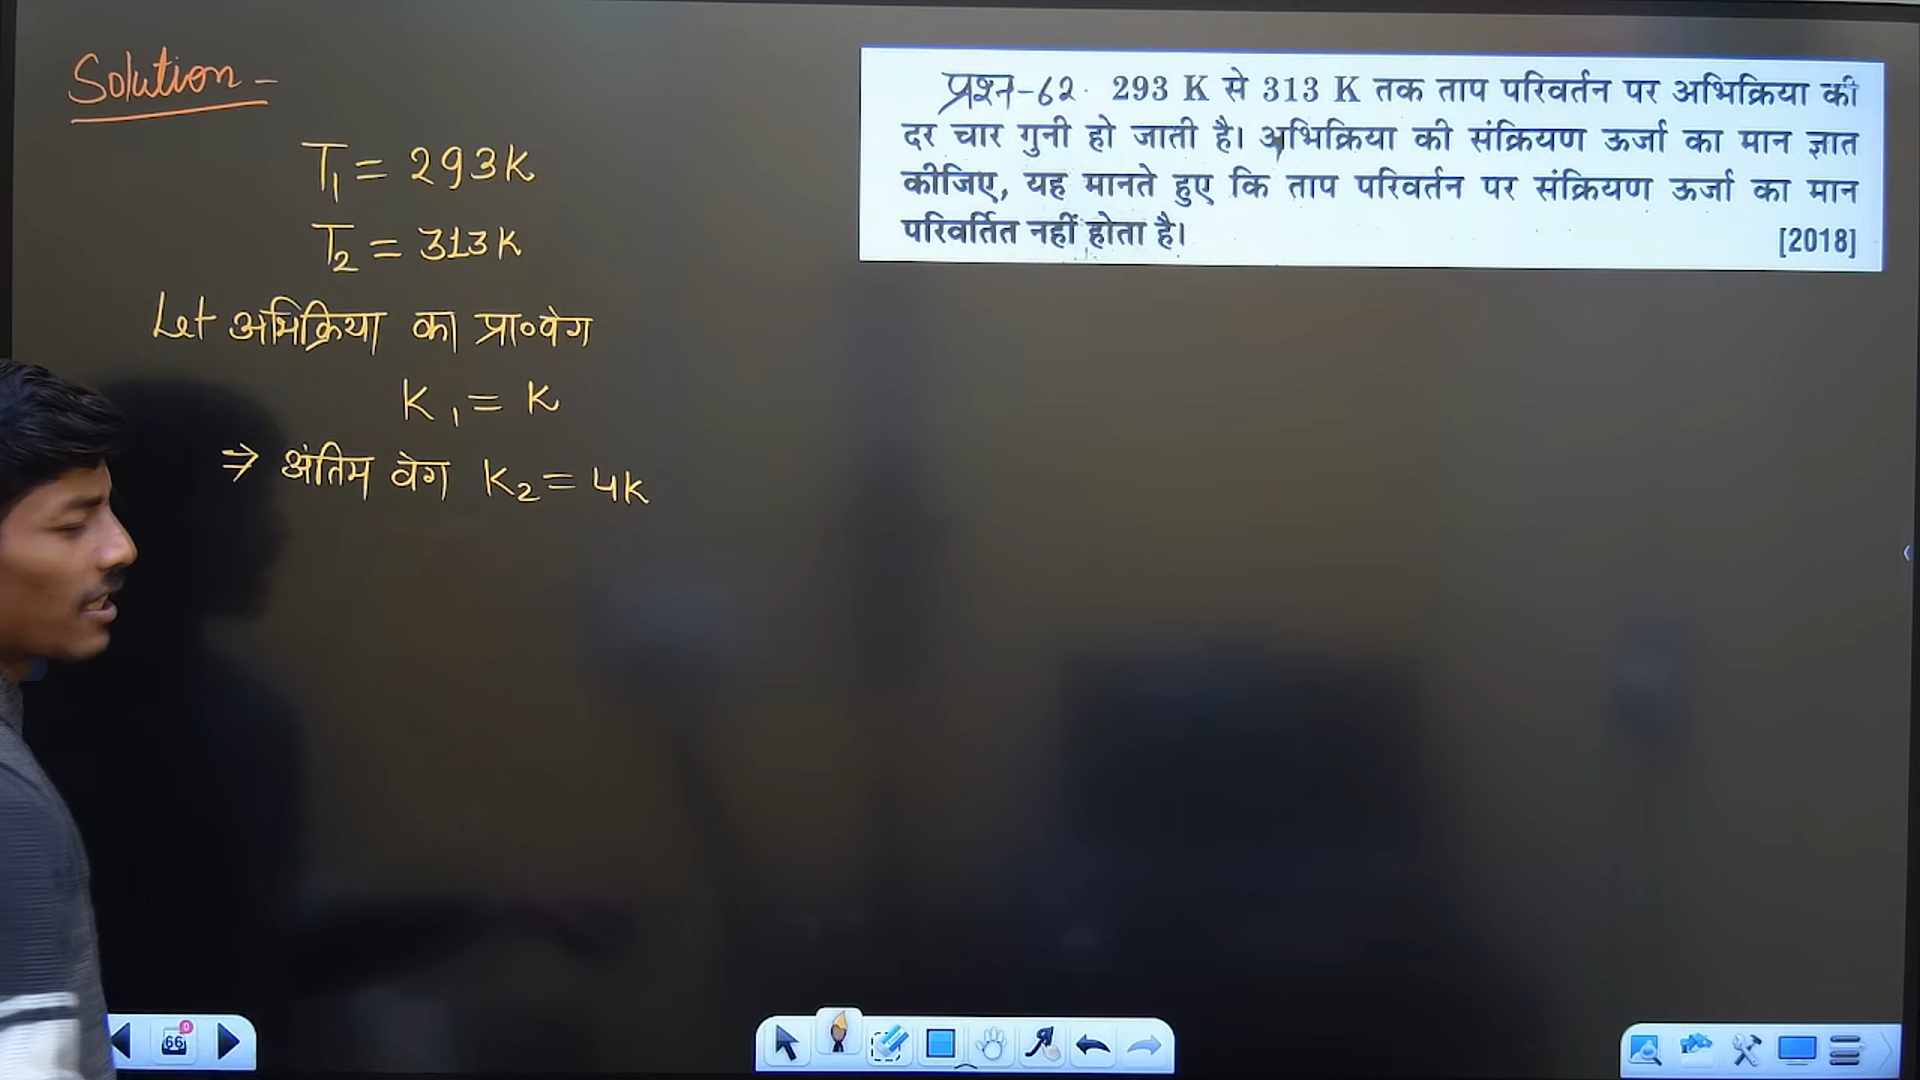 Solution -
T1 = 293K
T2 = 313K
Let अभिक्रिया का प्रा०वेग
K1 = K
⇒ अंतिम वेग K2 = 4K
प्रश्न-62. 293 K से 313 K तक ताप परिवर्तन पर अभिक्रिया की
दर चार गुनी हो जाती है। अभिक्रिया की संक्रियण ऊर्जा का मान ज्ञात
कीजिए, यह मानते हुए कि ताप परिवर्तन पर संक्रियण ऊर्जा का मान
परिवर्तित नहीं होता है। [2018]
66
0